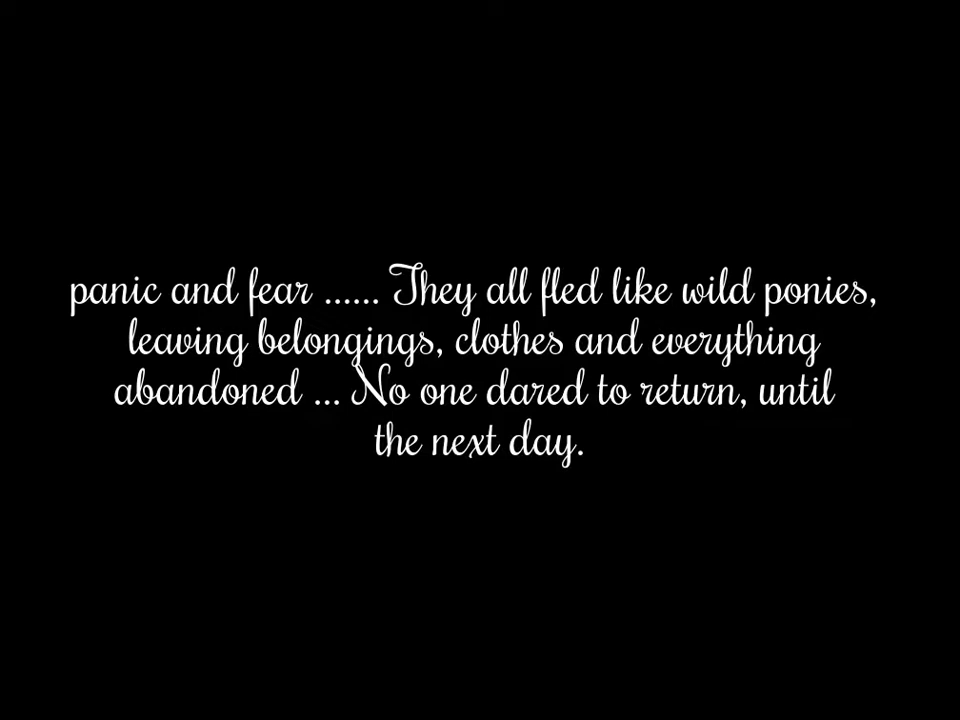 panic and fear ...... They all fled like wild ponies,
leaving belongings, clothes and everything
abandoned ... No one dared to return, until
the next day.